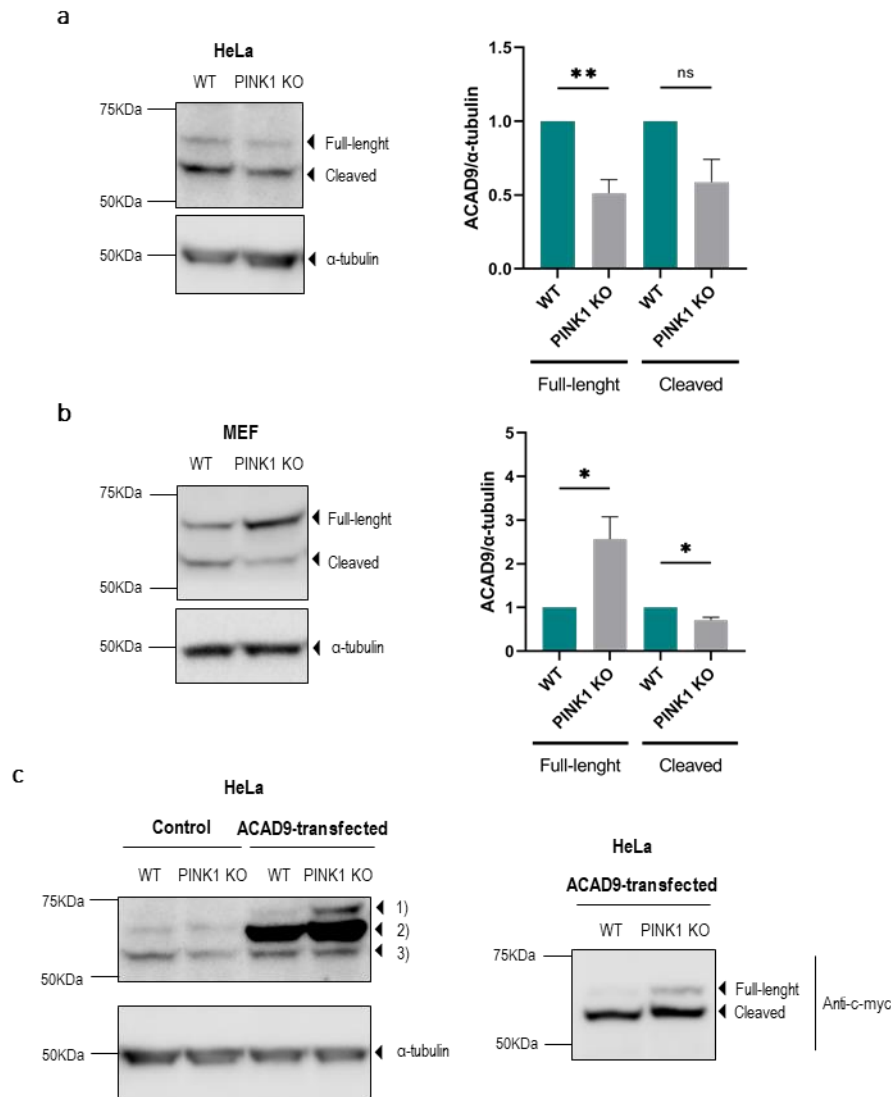 a
HeLa
WT PINK1 KO
75KDa
Full-lenght
Cleaved
50KDa
50KDa
α-tubulin
ACAD9/α-tubulin
1.5
1.0
0.5
0.0
** ns
WT PINK1 KO WT PINK1 KO
Full-lenght Cleaved
b
MEF
WT PINK1 KO
75KDa
Full-lenght
Cleaved
50KDa
50KDa
α-tubulin
ACAD9/α-tubulin
5
4
3
2
1
0
* *
WT PINK1 KO WT PINK1 KO
Full-lenght Cleaved
c
HeLa
Control ACAD9-transfected
WT PINK1 KO WT PINK1 KO
75KDa
1)
2)
3)
50KDa
50KDa
α-tubulin
HeLa
ACAD9-transfected
WT PINK1 KO
75KDa
Full-lenght
Cleaved
Anti-c-myc
50KDa